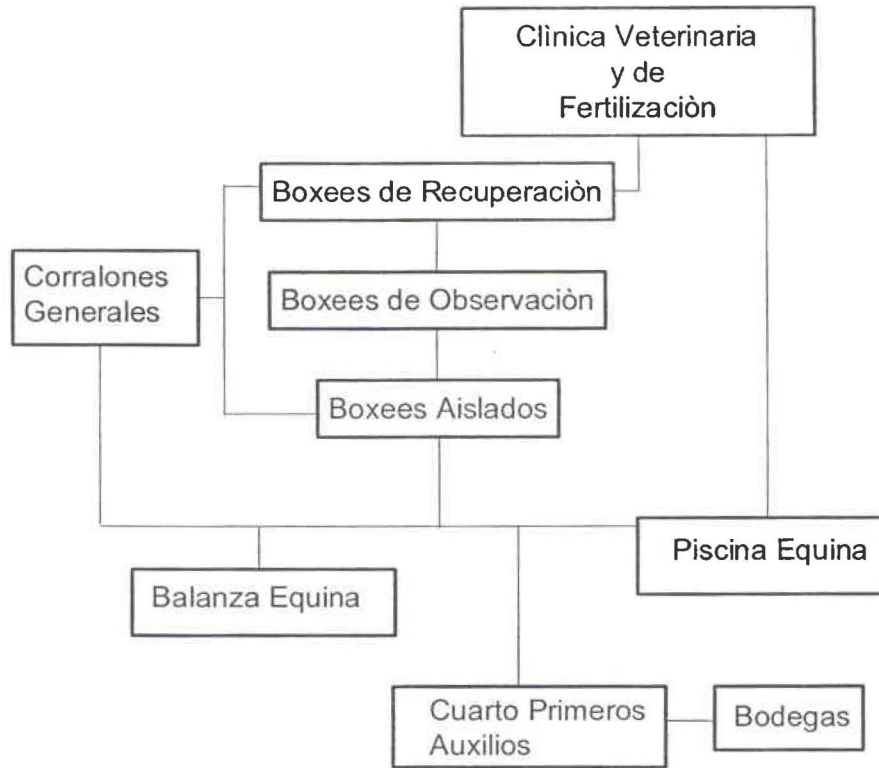 Clìnica Veterinaria
y de
Fertilizaciòn
Boxees de Recuperaciòn
Corralones
Generales
Boxees de Observaciòn
Boxees Aislados
Piscina Equina
Balanza Equina
Cuarto Primeros
Auxilios
Bodegas